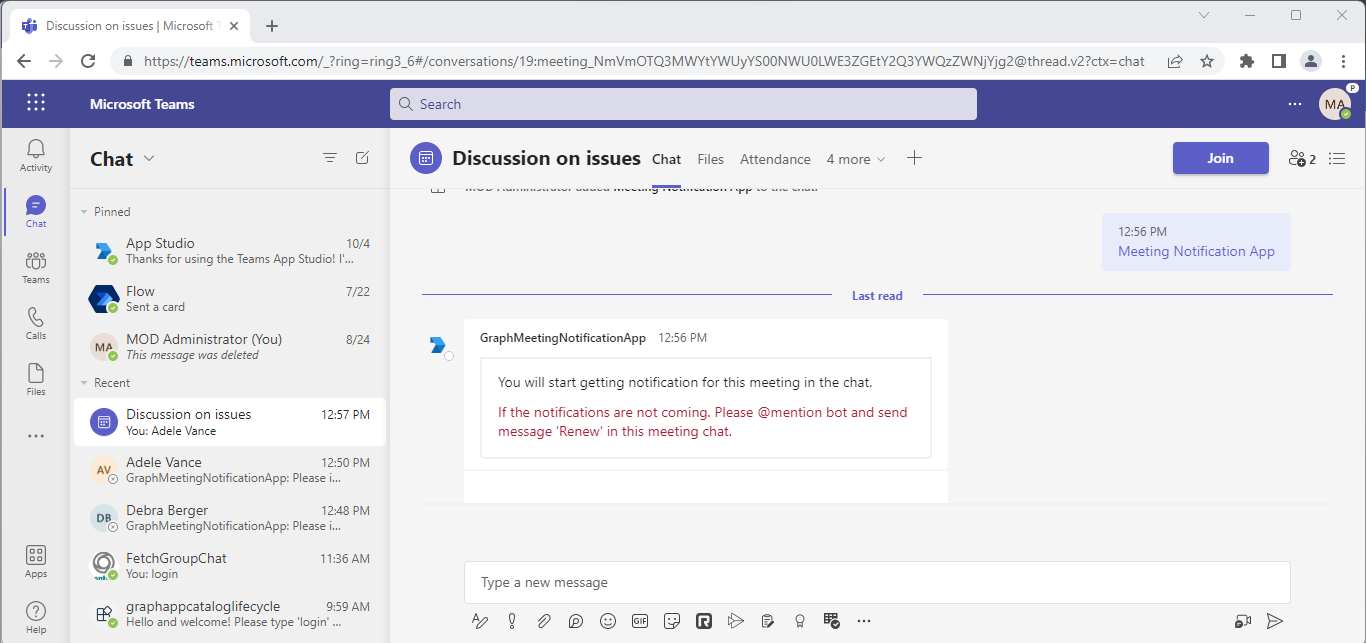 Discussion on issues | Microsoft T
https://teams.microsoft.com/_?ring=ring3_6#/conversations/19:meeting_NmVmOTQ3MWYtYWUyYS00NWU0LWE3ZGEtY2Q3YWQzZWNjYjg2@thread.v2?ctx=chat
Microsoft Teams
Search
MA
P
Activity
Chat
Teams
Calls
Files
Apps
Help
Chat
Pinned
App Studio 10/4
Thanks for using the Teams App Studio! I'...
Flow 7/22
Sent a card
MA
MOD Administrator (You) 8/24
This message was deleted
Recent
Discussion on issues 12:57 PM
You: Adele Vance
AV
Adele Vance 12:50 PM
GraphMeetingNotificationApp: Please i...
DB
Debra Berger 12:48 PM
GraphMeetingNotificationApp: Please i...
FetchGroupChat 11:36 AM
You: login
graphappcataloglifecycle 9:59 AM
Hello and welcome! Please type 'login' ...
Discussion on issues Chat Files Attendance 4 more
Join
2
MOD Administrator added Meeting Notification App to the chat.
12:56 PM
Meeting Notification App
Last read
GraphMeetingNotificationApp 12:56 PM
You will start getting notification for this meeting in the chat.
If the notifications are not coming. Please @mention bot and send
message 'Renew' in this meeting chat.
Type a new message
GIF